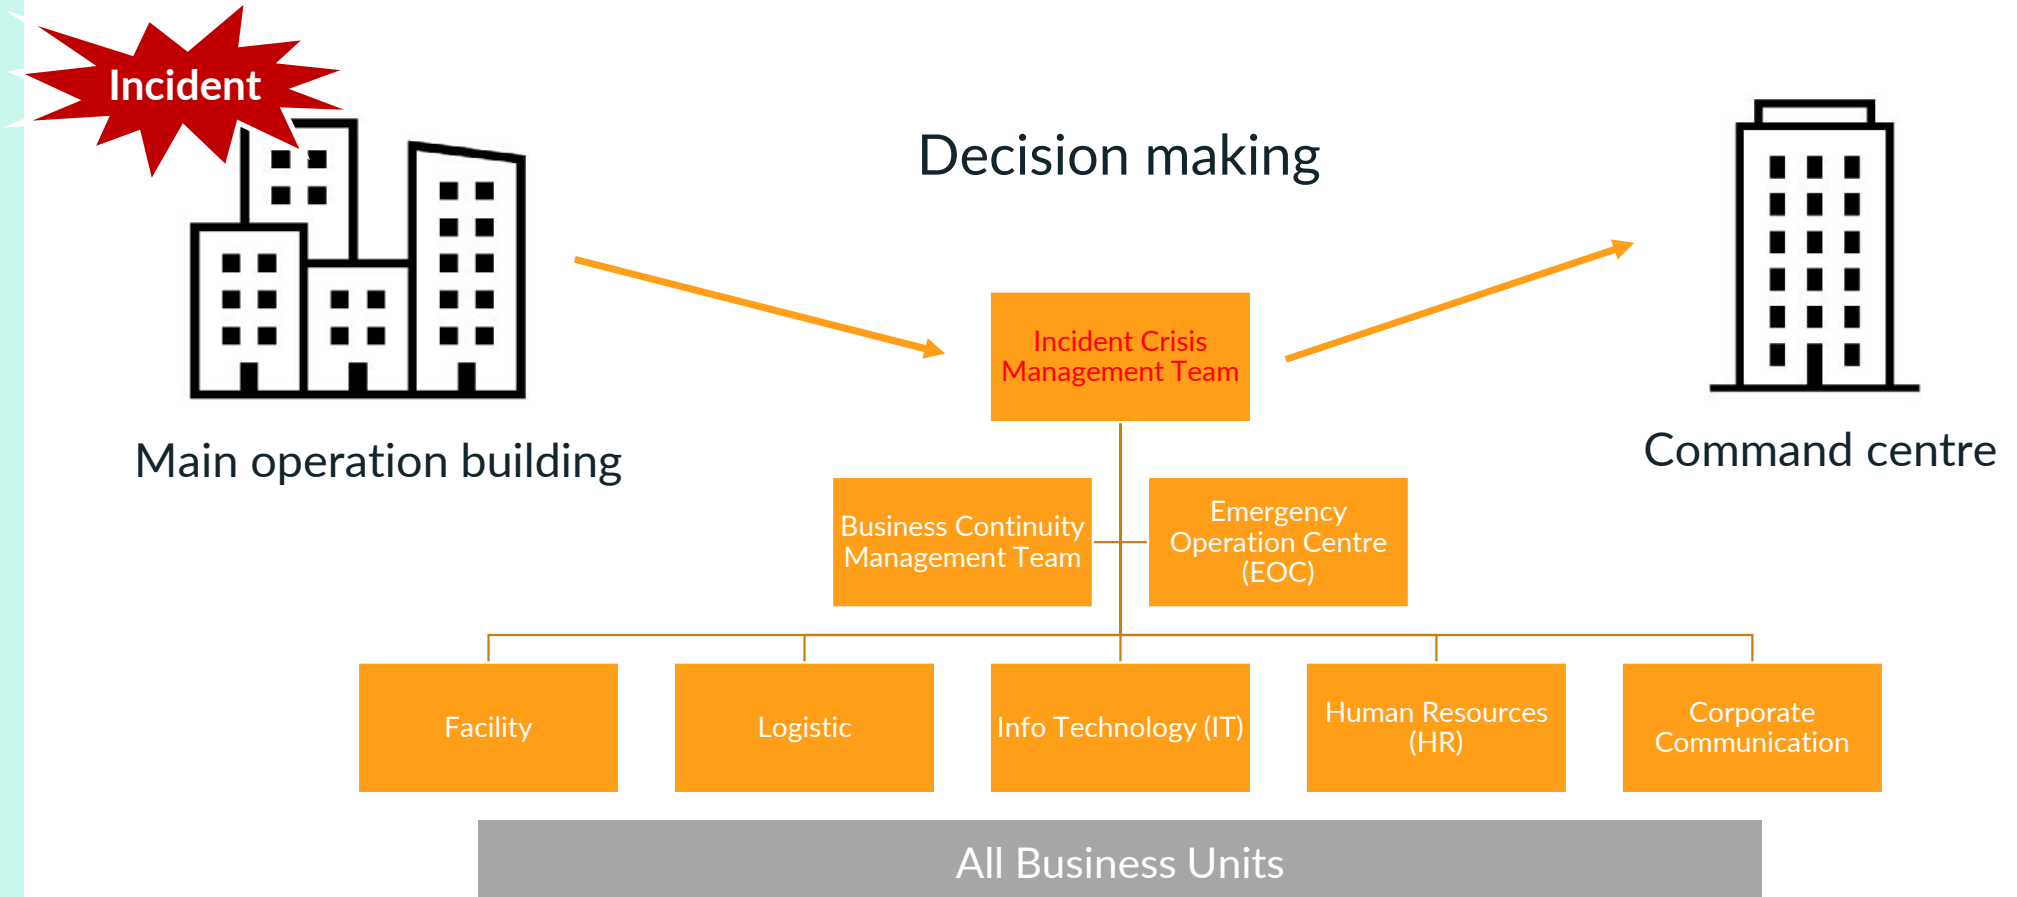 Incident
Decision making
Main operation building
Command centre
Incident Crisis
Management Team
Business Continuity
Management Team
Emergency
Operation Centre
(EOC)
Facility
Logistic
Info Technology (IT)
Human Resources
(HR)
Corporate
Communication
All Business Units